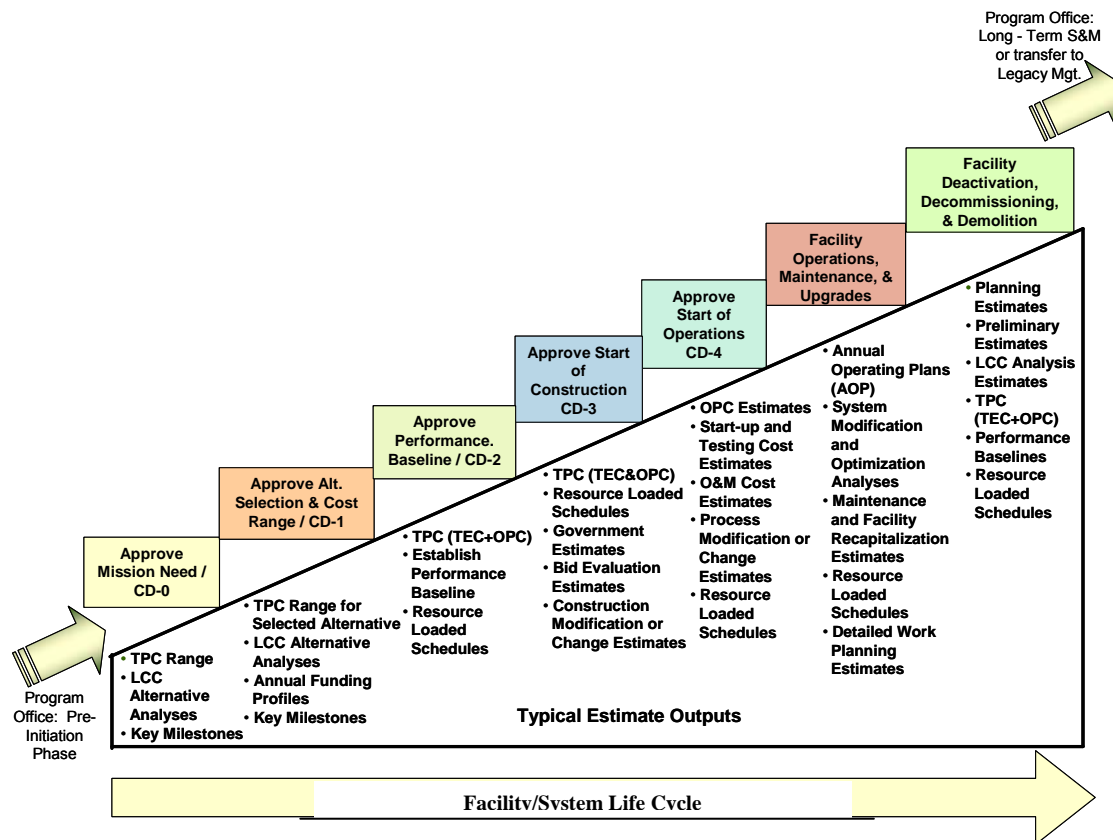 Program Office:
Long - Term S&M
or transfer to
Legacy Mgt.
Facility
Deactivation,
Decommissioning,
& Demolition
Facility
Operations,
Maintenance, &
Upgrades
Approve
Start of
Operations
CD-4
Approve Start
of
Construction
CD-3
Approve
Performance.
Baseline / CD-2
Approve Alt.
Selection & Cost
Range / CD-1
Approve
Mission Need /
CD-0
Program
Office: Pre-
Initiation
Phase
• TPC Range
• LCC
Alternative
Analyses
• Key Milestones
• TPC Range for
Selected Alternative
• LCC Alternative
Analyses
• Annual Funding
Profiles
• Key Milestones
• TPC (TEC+OPC)
• Establish
Performance
Baseline
• Resource
Loaded
Schedules
• TPC (TEC&OPC)
• Resource Loaded
Schedules
• Government
Estimates
• Bid Evaluation
Estimates
• Construction
Modification or
Change Estimates
• OPC Estimates
• Start-up and
Testing Cost
Estimates
• O&M Cost
Estimates
• Process
Modification or
Change
Estimates
• Resource
Loaded
Schedules
• Annual
Operating Plans
(AOP)
• System
Modification
and
Optimization
Analyses
• Maintenance
and Facility
Recapitalization
Estimates
• Resource
Loaded
Schedules
• Detailed Work
Planning
Estimates
• Planning
Estimates
• Preliminary
Estimates
• LCC Analysis
Estimates
• TPC
(TEC+OPC)
• Performance
Baselines
• Resource
Loaded
Schedules
Typical Estimate Outputs
Facility/System Life Cycle